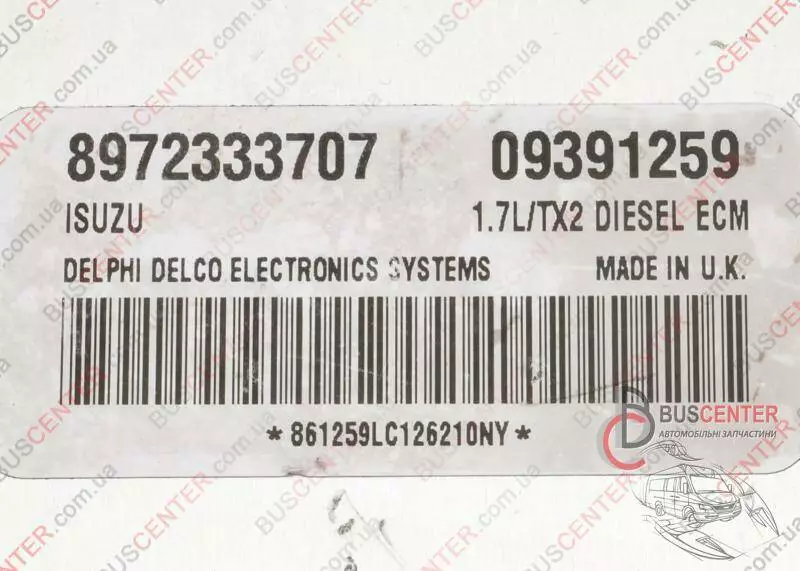 8972333707 09391259
ISUZU 1.7L/TX2 DIESEL ECM
DELPHI DELCO ELECTRONICS SYSTEMS MADE IN U.K.
*861259LC126210NY*
BUSCENTER
АВТОМОБІЛЬНІ ЗАПЧАСТИНИ
BUSCENTER.com.ua